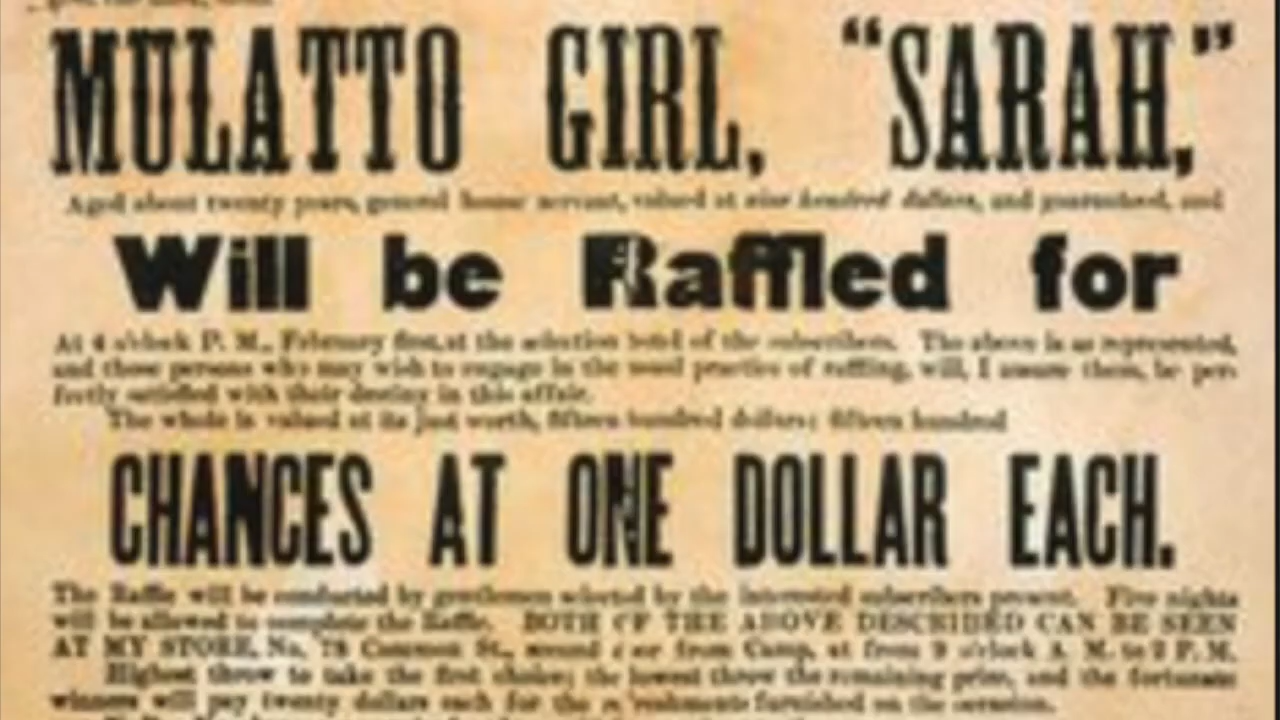 MULATTO GIRL, "SARAH,"
Aged about twenty years, general house servant, valued at nine hundred dollars, and guaranteed, and
Will be Raffled for
At 4 o'clock P. M., February first, at the selection hotel of the subscribers. The above is as represented,
and those persons who may wish to engage in the usual practice of raffling, will, I assure them, be per-
fectly satisfied with their destiny in this affair.
The whole is valued at its just worth, fifteen hundred dollars; fifteen hundred
CHANCES AT ONE DOLLAR EACH.
The Raffle will be conducted by gentlemen selected by the interested subscribers present. Five nights
will be allowed to complete the Raffle. BOTH OF THE ABOVE DESCRIBED CAN BE SEEN
AT MY STORE, No. 78 Common St., second door from Camp, at from 9 o'clock A. M. to 2 P. M.
Highest throw to take the first choice; the lowest throw the remaining prize, and the fortunate
winners will pay twenty dollars each for the refreshments furnished on the occasion.